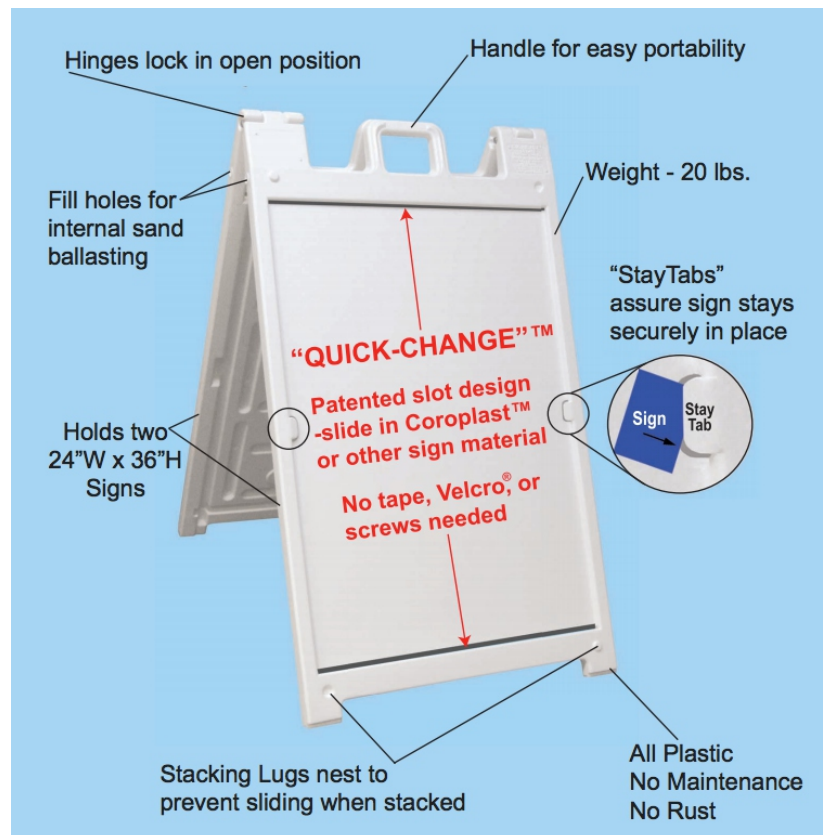 Hinges lock in open position
Handle for easy portability
Weight - 20 lbs.
Fill holes for
internal sand
ballasting
“StayTabs”
assure sign stays
securely in place
“QUICK-CHANGE”™
Patented slot design
-slide in Coroplast™
or other sign material
Sign
Stay
Tab
Holds two
24”W x 36”H
Signs
No tape, Velcro®, or
screws needed
Stacking Lugs nest to
prevent sliding when stacked
All Plastic
No Maintenance
No Rust